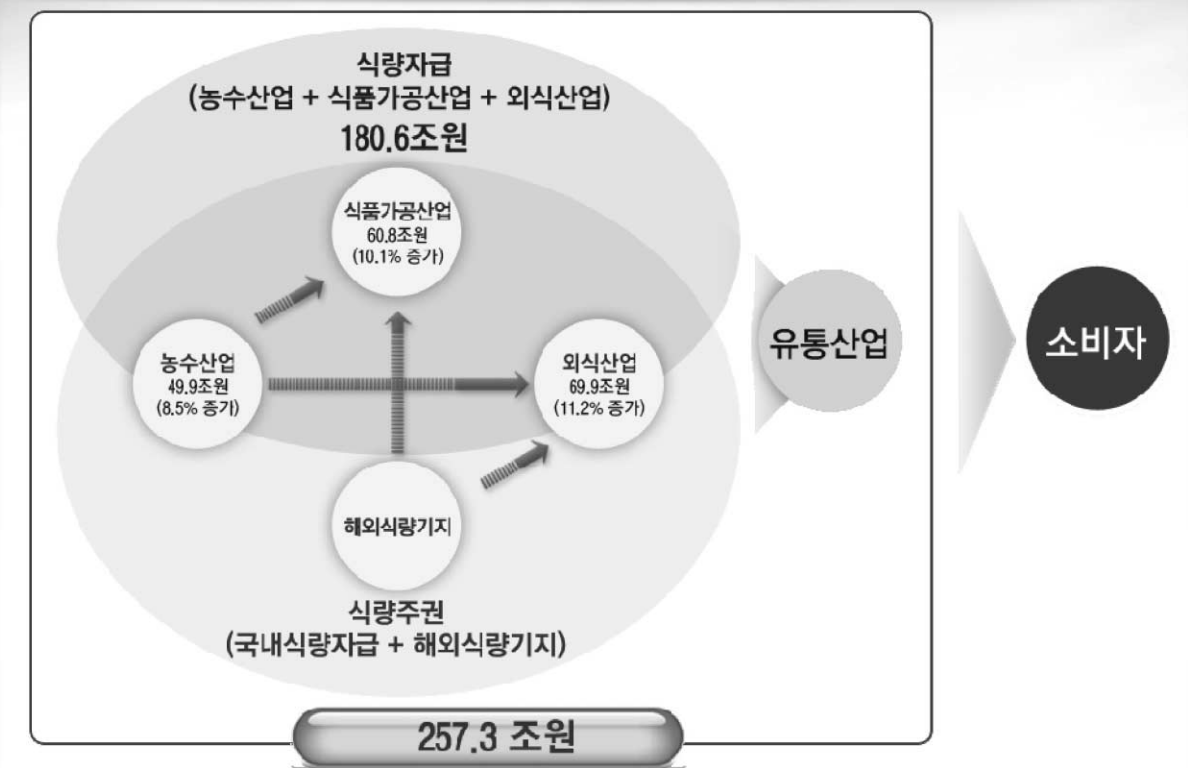 식량자급
(농수산업 + 식품가공산업 + 외식산업)
180.6조원
식품가공산업
60.8조원
(10.1% 증가)
농수산업
49.9조원
(8.5% 증가)
외식산업
69.9조원
(11.2% 증가)
유통산업
소비자
해외식량기지
식량주권
(국내식량자급 + 해외식량기지)
257.3 조원